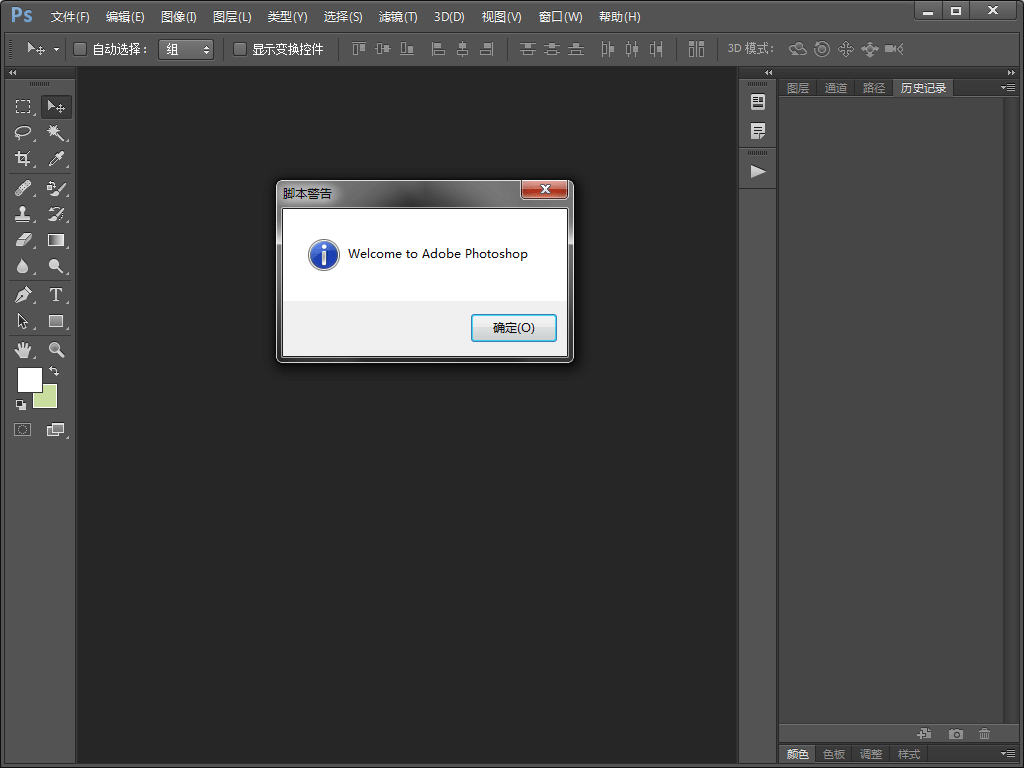 Ps 文件(F) 编辑(E) 图像(I) 图层(L) 类型(Y) 选择(S) 滤镜(T) 3D(D) 视图(V) 窗口(W) 帮助(H)
自动选择： 组 显示变换控件 3D 模式：
图层 通道 路径 历史记录
脚本警告
Welcome to Adobe Photoshop
确定(O)
颜色 色板 调整 样式